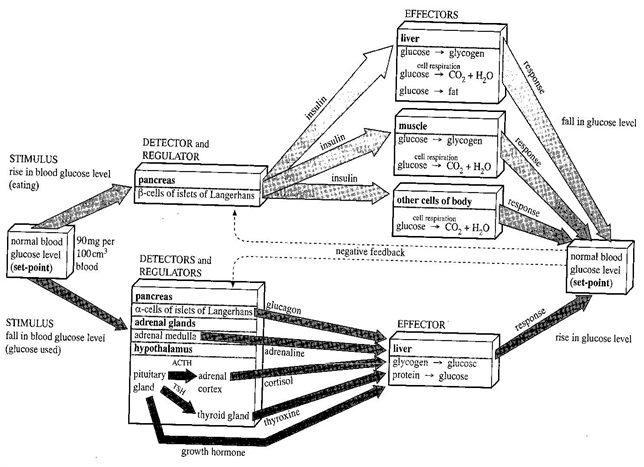 EFFECTORS
liver
glucose → glycogen
cell respiration
glucose → CO2 + H2O
glucose → fat
insulin
response
fall in glucose level
DETECTOR and
REGULATOR
muscle
glucose → glycogen
cell respiration
glucose → CO2 + H2O
insulin
response
STIMULUS
rise in blood glucose level
(eating)
pancreas
β-cells of islets of Langerhans
insulin
other cells of body
cell respiration
glucose → CO2 + H2O
response
normal blood
glucose level
(set-point)
90mg per
100cm3
blood
negative feedback
normal blood
glucose level
(set-point)
DETECTORS and
REGULATORS
pancreas
α-cells of islets of Langerhans
glucagon
adrenal glands
adrenal medulla
adrenaline
hypothalamus
ACTH
pituitary
gland
adrenal
cortex
cortisol
TSH
thyroid gland
thyroxine
growth hormone
STIMULUS
fall in blood glucose level
(glucose used)
EFFECTOR
liver
glycogen → glucose
protein → glucose
response
rise in glucose level